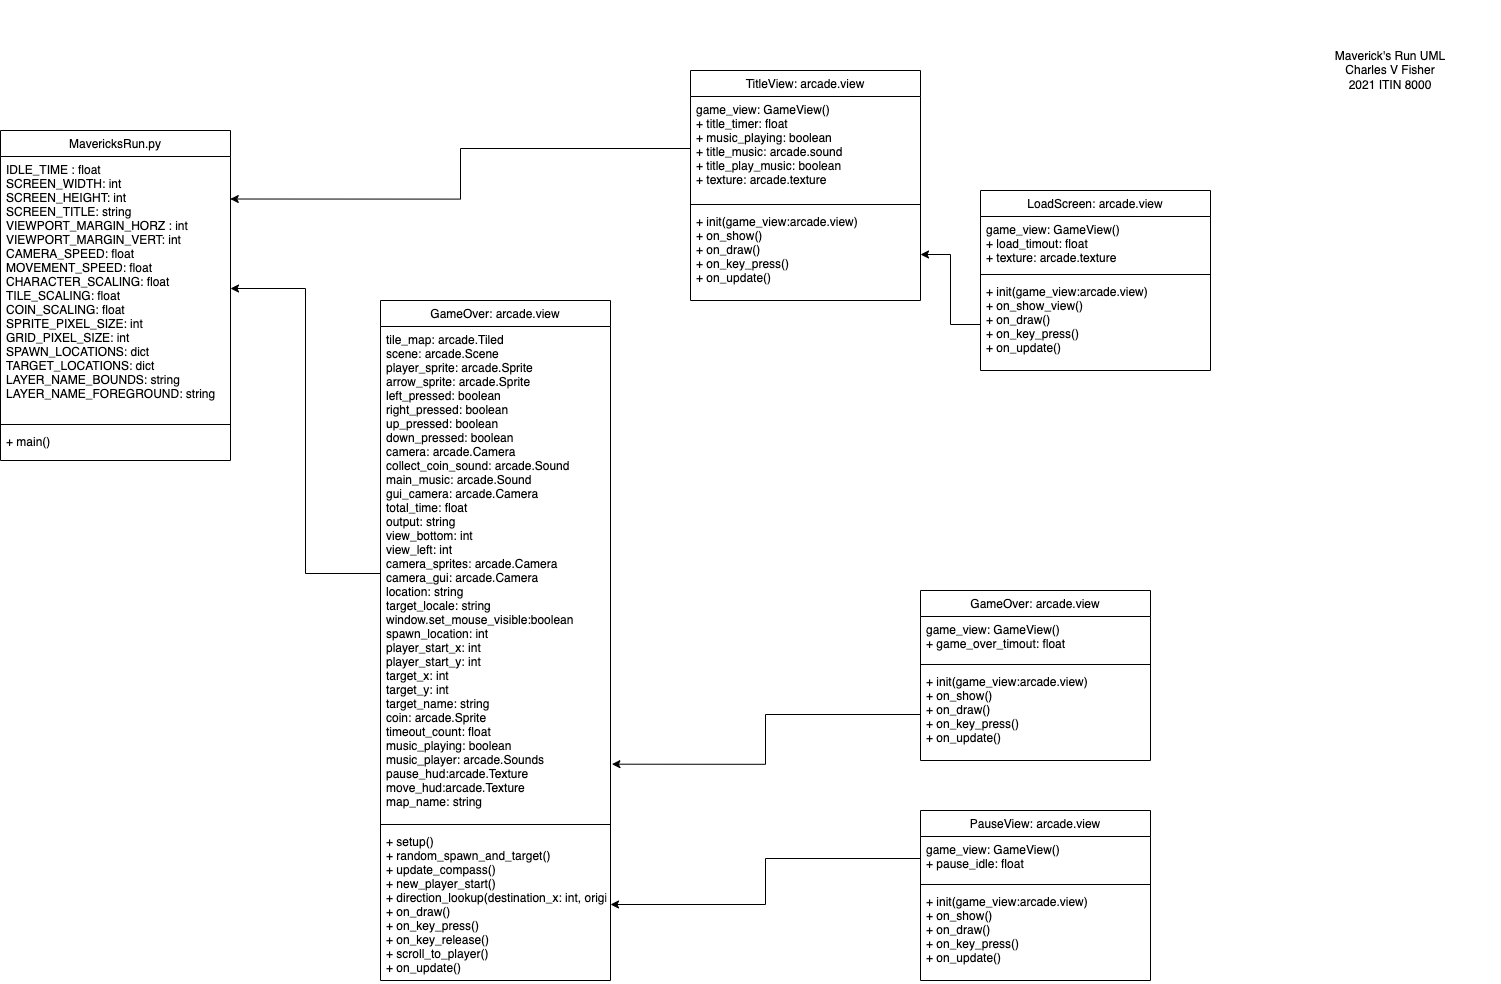 Maverick's Run UML
Charles V Fisher
2021 ITIN 8000
MavericksRun.py
IDLE_TIME : float
SCREEN_WIDTH: int
SCREEN_HEIGHT: int
SCREEN_TITLE: string
VIEWPORT_MARGIN_HORZ : int
VIEWPORT_MARGIN_VERT: int
CAMERA_SPEED: float
MOVEMENT_SPEED: float
CHARACTER_SCALING: float
TILE_SCALING: float
COIN_SCALING: float
SPRITE_PIXEL_SIZE: int
GRID_PIXEL_SIZE: int
SPAWN_LOCATIONS: dict
TARGET_LOCATIONS: dict
LAYER_NAME_BOUNDS: string
LAYER_NAME_FOREGROUND: string
+ main()
TitleView: arcade.view
game_view: GameView()
+ title_timer: float
+ music_playing: boolean
+ title_music: arcade.sound
+ title_play_music: boolean
+ texture: arcade.texture
+ init(game_view:arcade.view)
+ on_show()
+ on_draw()
+ on_key_press()
+ on_update()
LoadScreen: arcade.view
game_view: GameView()
+ load_timout: float
+ texture: arcade.texture
+ init(game_view:arcade.view)
+ on_show_view()
+ on_draw()
+ on_key_press()
+ on_update()
GameOver: arcade.view
tile_map: arcade.Tiled
scene: arcade.Scene
player_sprite: arcade.Sprite
arrow_sprite: arcade.Sprite
left_pressed: boolean
right_pressed: boolean
up_pressed: boolean
down_pressed: boolean
camera: arcade.Camera
collect_coin_sound: arcade.Sound
main_music: arcade.Sound
gui_camera: arcade.Camera
total_time: float
output: string
view_bottom: int
view_left: int
camera_sprites: arcade.Camera
camera_gui: arcade.Camera
location: string
target_locale: string
window.set_mouse_visible:boolean
spawn_location: int
player_start_x: int
player_start_y: int
target_x: int
target_y: int
target_name: string
coin: arcade.Sprite
timeout_count: float
music_playing: boolean
music_player: arcade.Sounds
pause_hud:arcade.Texture
move_hud:arcade.Texture
map_name: string
+ setup()
+ random_spawn_and_target()
+ update_compass()
+ new_player_start()
+ direction_lookup(destination_x: int, origi
+ on_draw()
+ on_key_press()
+ on_key_release()
+ scroll_to_player()
+ on_update()
GameOver: arcade.view
game_view: GameView()
+ game_over_timout: float
+ init(game_view:arcade.view)
+ on_show()
+ on_draw()
+ on_key_press()
+ on_update()
PauseView: arcade.view
game_view: GameView()
+ pause_idle: float
+ init(game_view:arcade.view)
+ on_show()
+ on_draw()
+ on_key_press()
+ on_update()